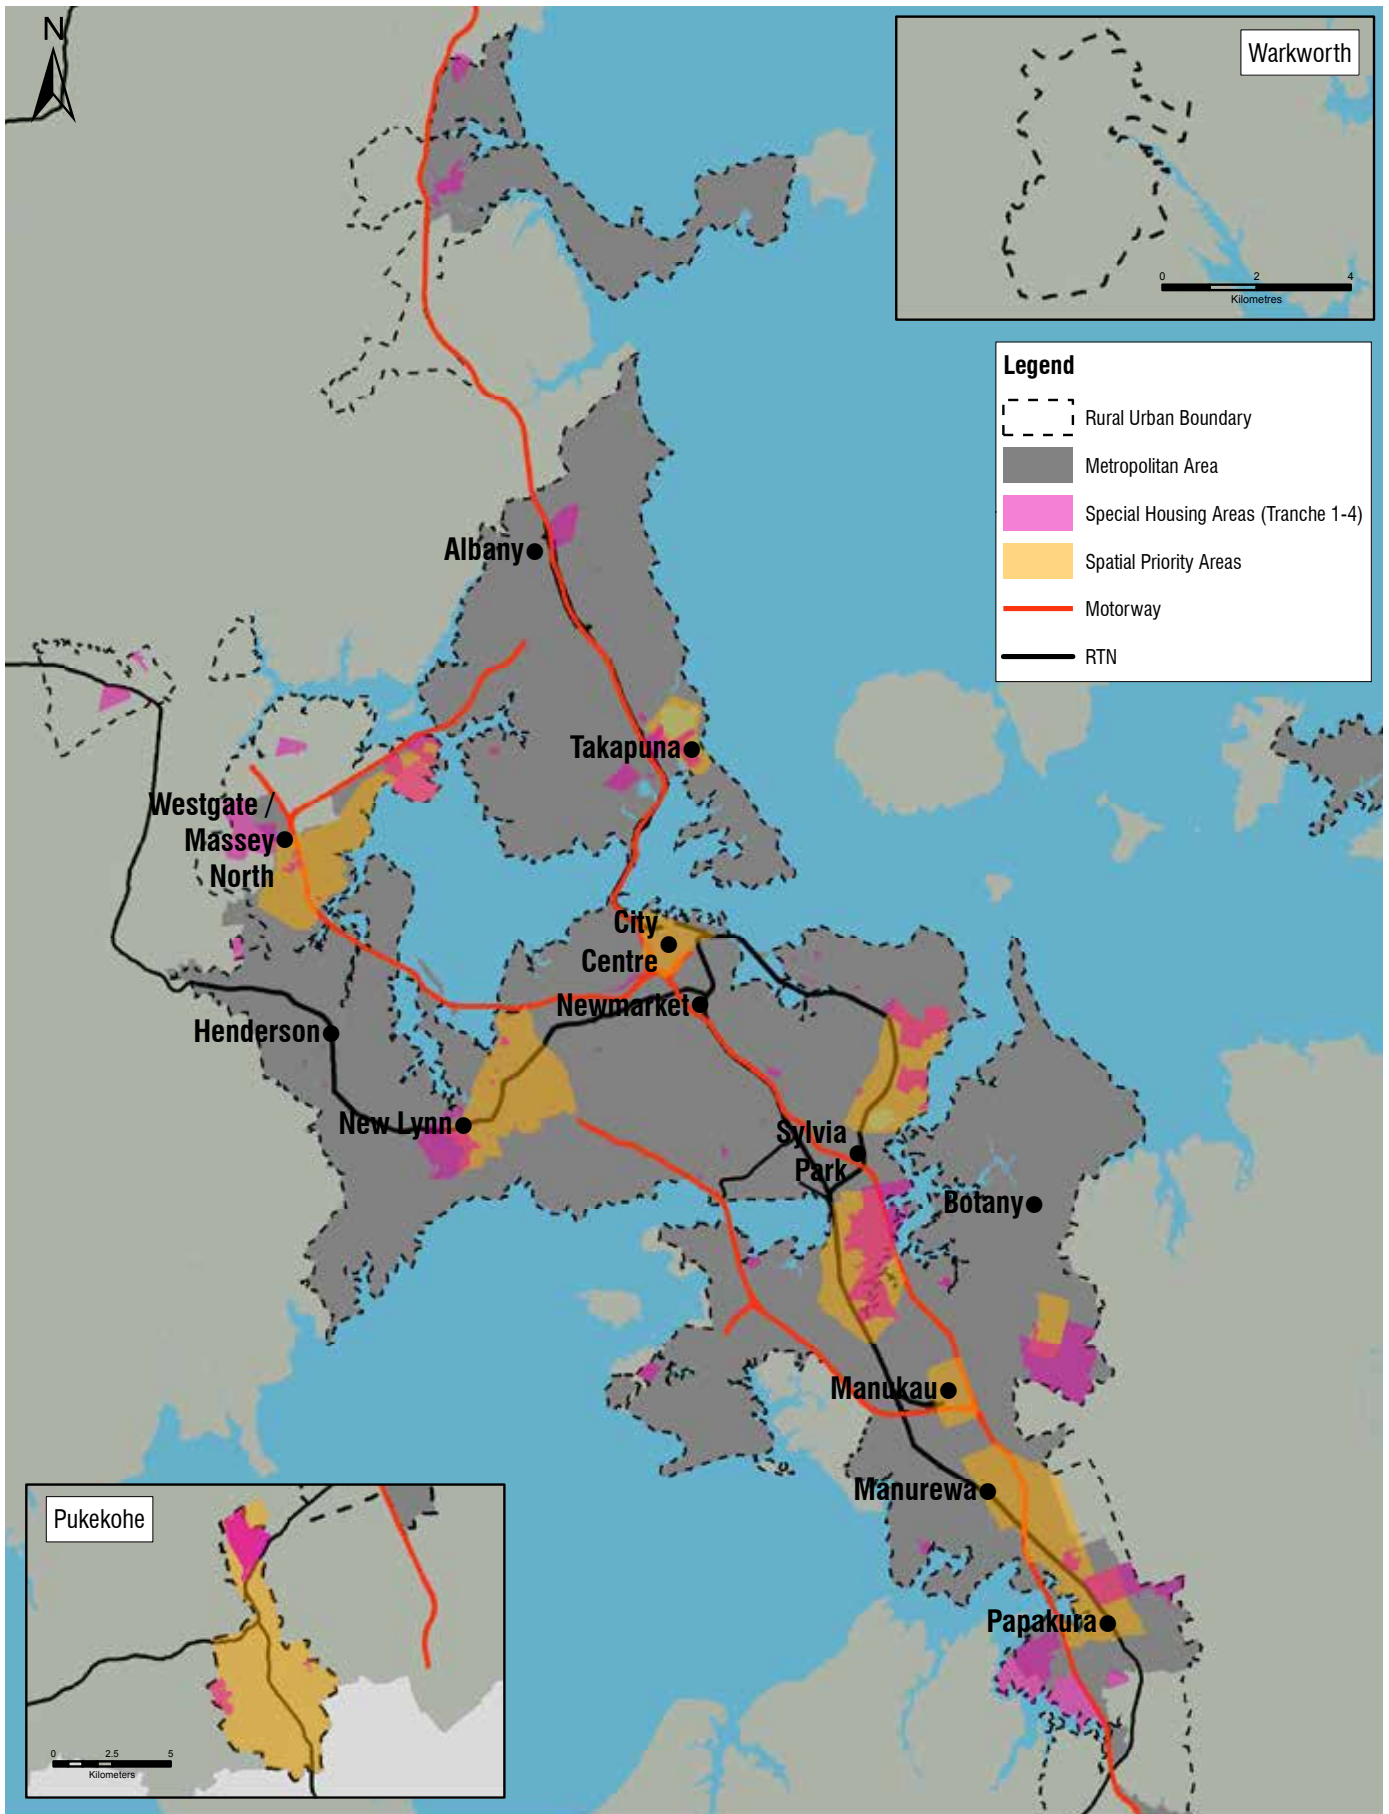 N
Warkworth
0 2 4
Kilometres
Legend
Rural Urban Boundary
Metropolitan Area
Special Housing Areas (Tranche 1-4)
Spatial Priority Areas
Motorway
RTN
Albany
Takapuna
Westgate /
Massey
North
City
Centre
Newmarket
Henderson
New Lynn
Sylvia
Park
Botany
Manukau
Manurewa
Papakura
Pukekohe
0 2.5 5
Kilometers